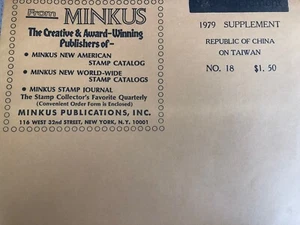 From MINKUS
The Creative & Award-Winning
Publishers of-
• MINKUS NEW AMERICAN
STAMP CATALOG
• MINKUS NEW WORLD-WIDE
STAMP CATALOGS
• MINKUS STAMP JOURNAL
The Stamp Collector's Favorite Quarterly
(Convenient Order Form is Enclosed)
MINKUS PUBLICATIONS, INC.
116 WEST 32nd STREET, NEW YORK, N.Y. 10001
1979 SUPPLEMENT
REPUBLIC OF CHINA
ON TAIWAN
NO. 18 $1.50